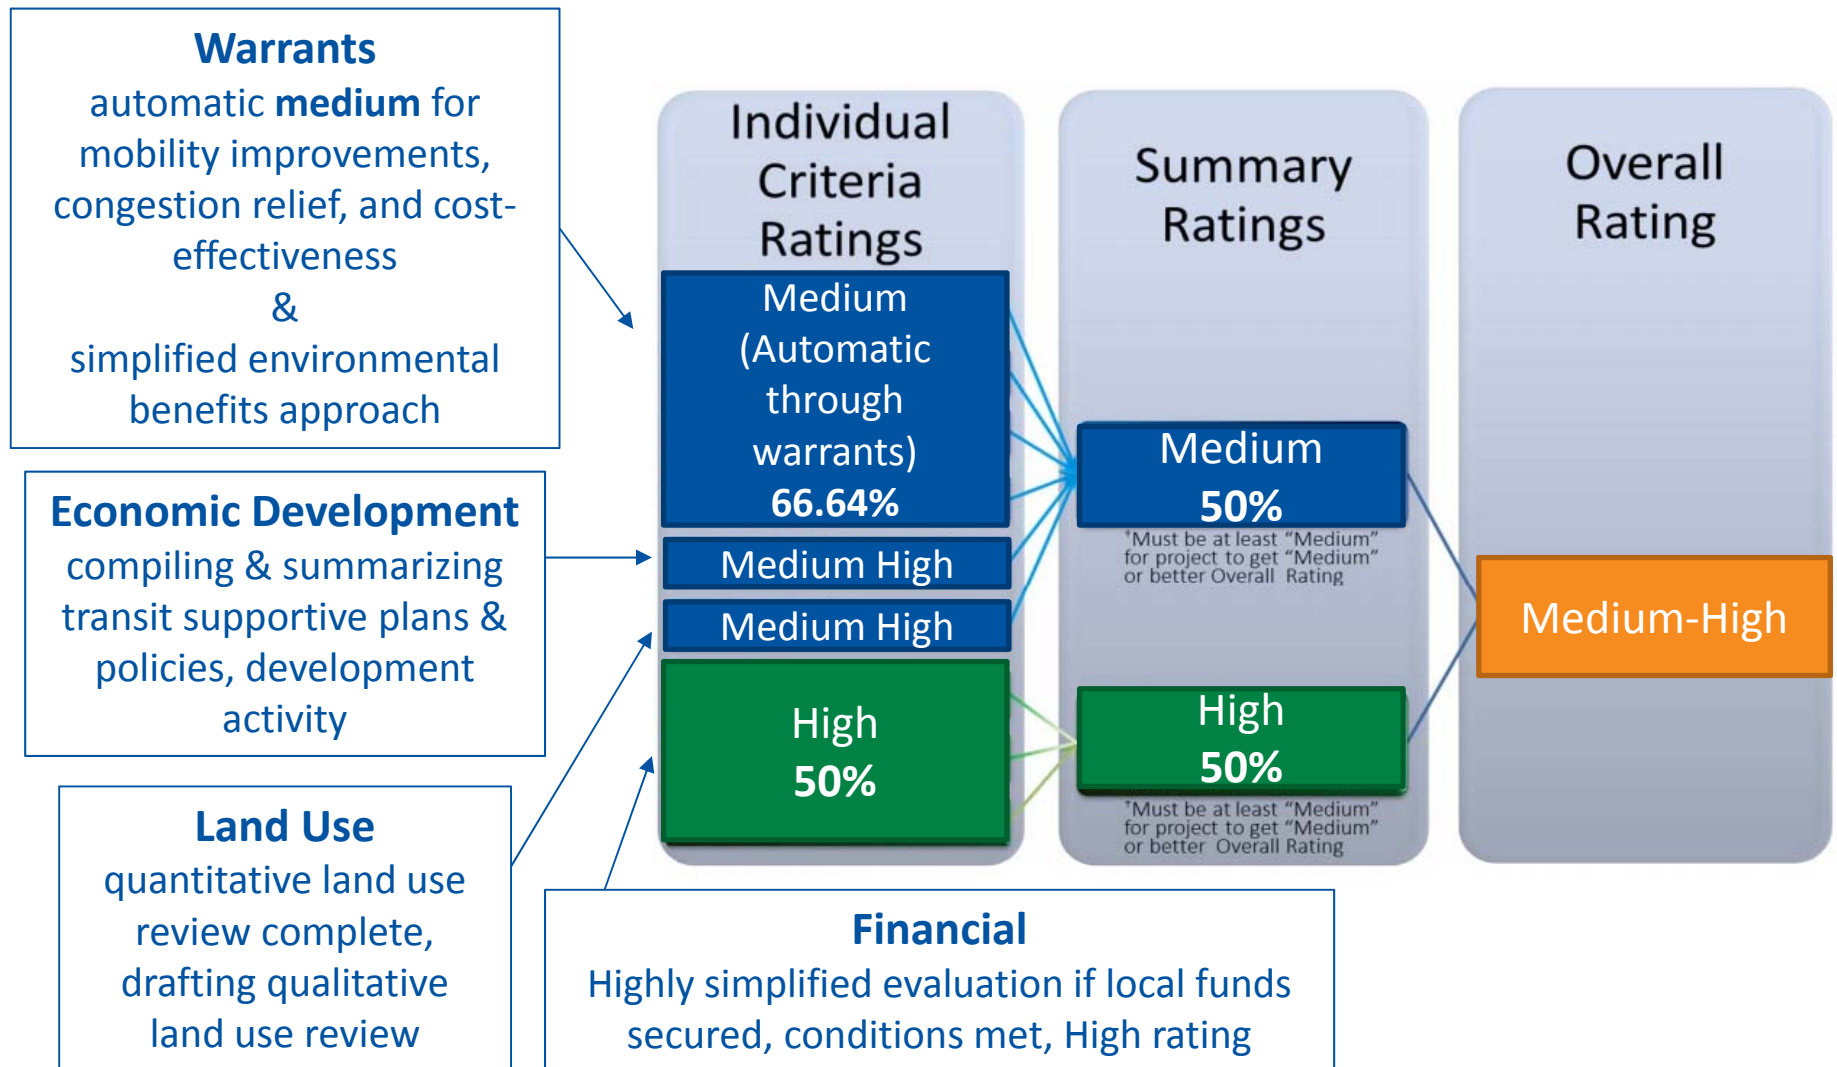 Warrants
automatic medium for
mobility improvements,
congestion relief, and cost-
effectiveness
&
simplified environmental
benefits approach
Economic Development
compiling & summarizing
transit supportive plans &
policies, development
activity
Land Use
quantitative land use
review complete,
drafting qualitative
land use review
Individual
Criteria
Ratings
Medium
(Automatic
through
warrants)
66.64%
Medium High
Medium High
High
50%
Summary
Ratings
Medium
50%
†Must be at least “Medium”
for project to get “Medium”
or better Overall Rating
High
50%
†Must be at least “Medium”
for project to get “Medium”
or better Overall Rating
Overall
Rating
Medium-High
Financial
Highly simplified evaluation if local funds
secured, conditions met, High rating